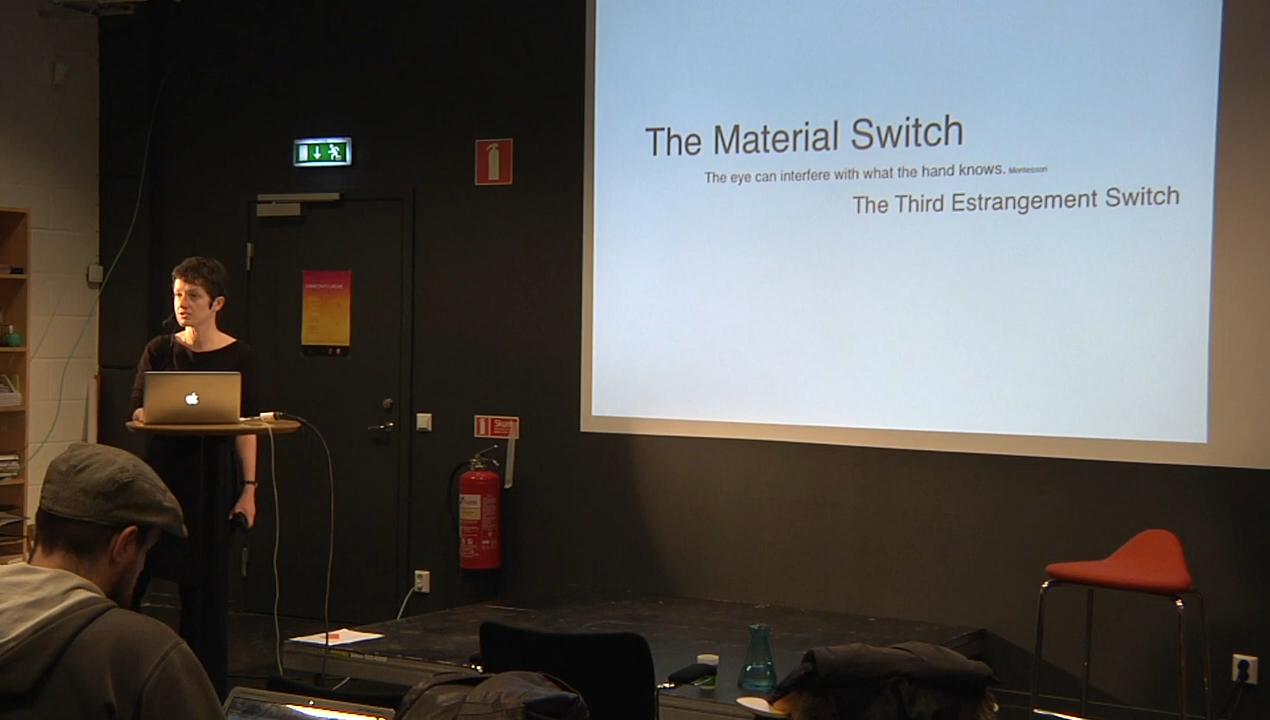 The Material Switch
The eye can interfere with what the hand knows. Montessori
The Third Estrangement Switch